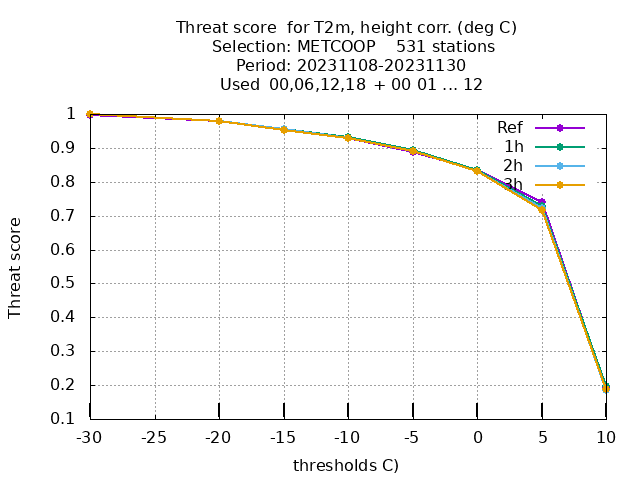 Threat score  for T2m, height corr. (deg C)
Selection: METCOOP    531 stations
Period: 20231108-20231130
Used  00,06,12,18  + 00 01 ... 12
Ref
1h
2h
3h
1
0.9
0.8
0.7
0.6
0.5
0.4
0.3
0.2
0.1
Threat score
-30 -25 -20 -15 -10 -5 0 5 10
thresholds C)